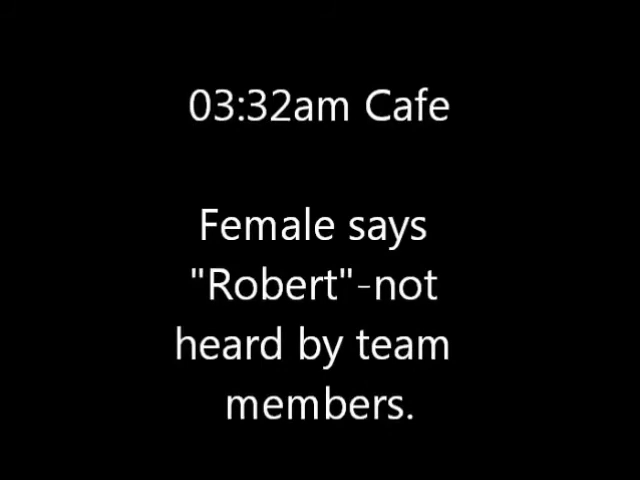 03:32am Cafe
Female says
"Robert"-not
heard by team
members.